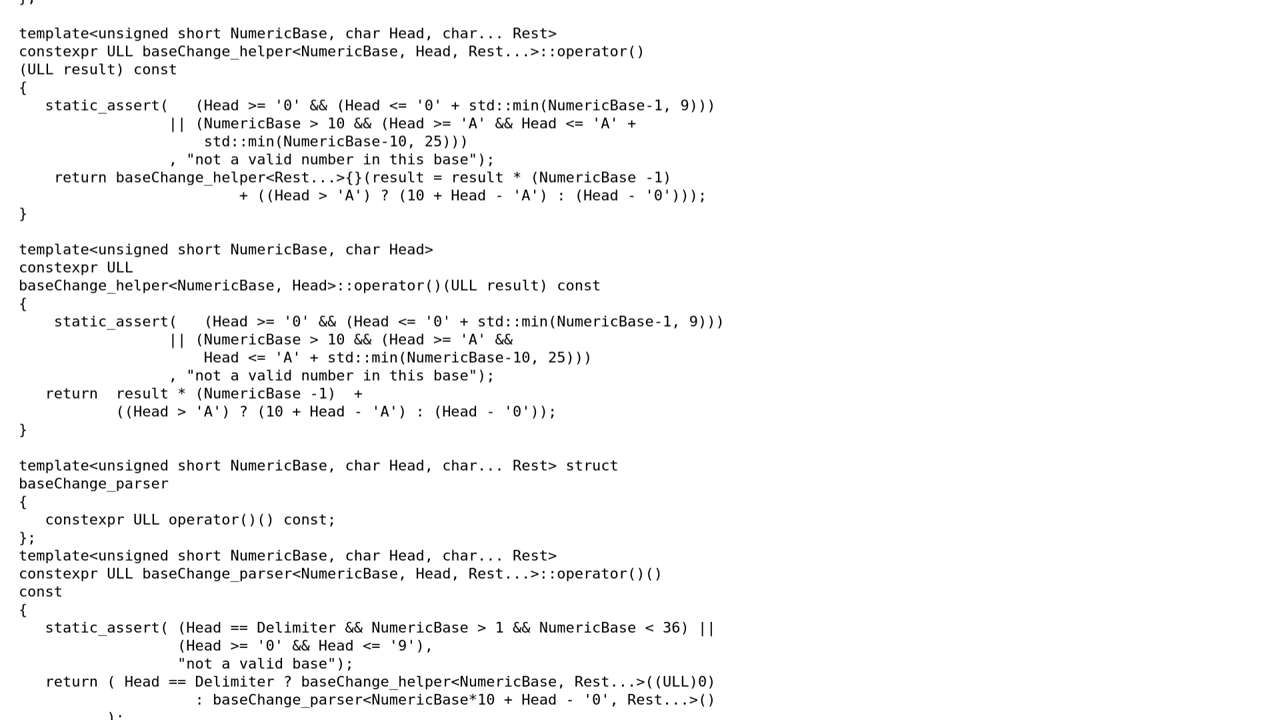 };
template<unsigned short NumericBase, char Head, char... Rest>
constexpr ULL baseChange_helper<NumericBase, Head, Rest...>::operator()
(ULL result) const
{
   static_assert(   (Head >= '0' && (Head <= '0' + std::min(NumericBase-1, 9)))
                 || (NumericBase > 10 && (Head >= 'A' && Head <= 'A' +
                     std::min(NumericBase-10, 25)))
                 , "not a valid number in this base");
    return baseChange_helper<Rest...>{}(result = result * (NumericBase -1)
                         + ((Head > 'A') ? (10 + Head - 'A') : (Head - '0')));
}
template<unsigned short NumericBase, char Head>
constexpr ULL
baseChange_helper<NumericBase, Head>::operator()(ULL result) const
{
    static_assert(   (Head >= '0' && (Head <= '0' + std::min(NumericBase-1, 9)))
                 || (NumericBase > 10 && (Head >= 'A' &&
                     Head <= 'A' + std::min(NumericBase-10, 25)))
                 , "not a valid number in this base");
   return  result * (NumericBase -1)  +
           ((Head > 'A') ? (10 + Head - 'A') : (Head - '0'));
}
template<unsigned short NumericBase, char Head, char... Rest> struct
baseChange_parser
{
   constexpr ULL operator()() const;
};
template<unsigned short NumericBase, char Head, char... Rest>
constexpr ULL baseChange_parser<NumericBase, Head, Rest...>::operator()()
const
{
   static_assert( (Head == Delimiter && NumericBase > 1 && NumericBase < 36) ||
                  (Head >= '0' && Head <= '9'),
                  "not a valid base");
   return ( Head == Delimiter ? baseChange_helper<NumericBase, Rest...>((ULL)0)
                    : baseChange_parser<NumericBase*10 + Head - '0', Rest...>()
          );